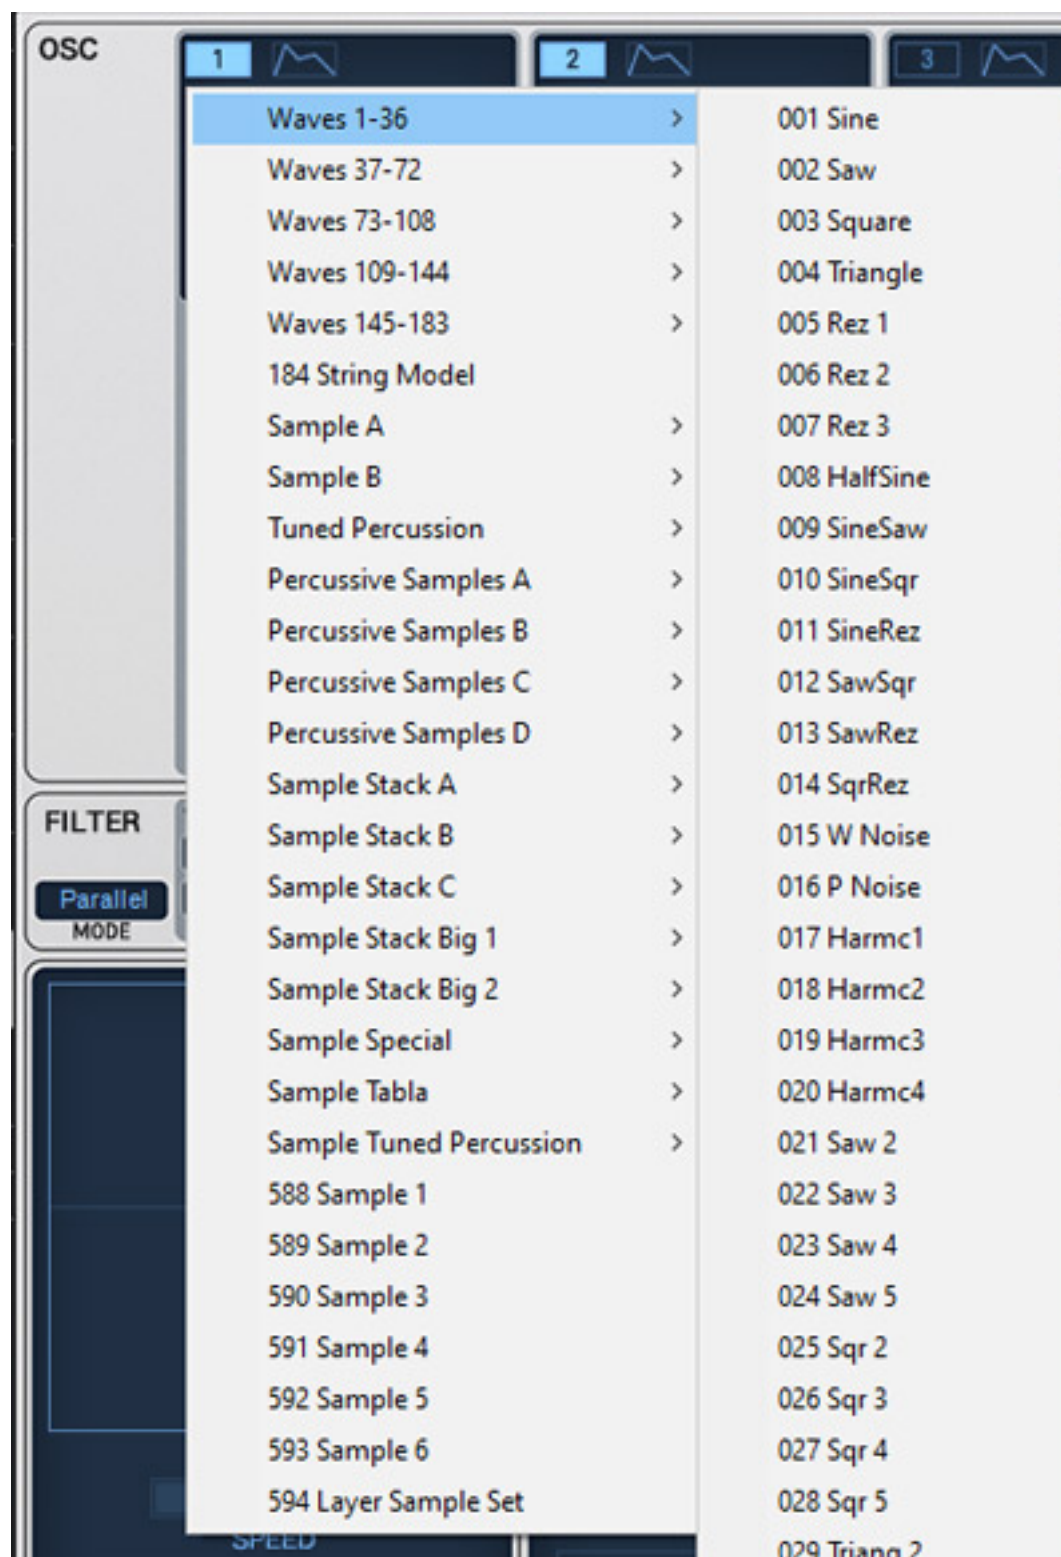 OSC
1
2
3
Waves 1-36
Waves 37-72
Waves 73-108
Waves 109-144
Waves 145-183
184 String Model
Sample A
Sample B
Tuned Percussion
Percussive Samples A
Percussive Samples B
Percussive Samples C
Percussive Samples D
Sample Stack A
Sample Stack B
Sample Stack C
Sample Stack Big 1
Sample Stack Big 2
Sample Special
Sample Tabla
Sample Tuned Percussion
588 Sample 1
589 Sample 2
590 Sample 3
591 Sample 4
592 Sample 5
593 Sample 6
594 Layer Sample Set
001 Sine
002 Saw
003 Square
004 Triangle
005 Rez 1
006 Rez 2
007 Rez 3
008 HalfSine
009 SineSaw
010 SineSqr
011 SineRez
012 SawSqr
013 SawRez
014 SqrRez
015 W Noise
016 P Noise
017 Harmc1
018 Harmc2
019 Harmc3
020 Harmc4
021 Saw 2
022 Saw 3
023 Saw 4
024 Saw 5
025 Sqr 2
026 Sqr 3
027 Sqr 4
028 Sqr 5
029 Triang 2
FILTER
Parallel
MODE
SPEED